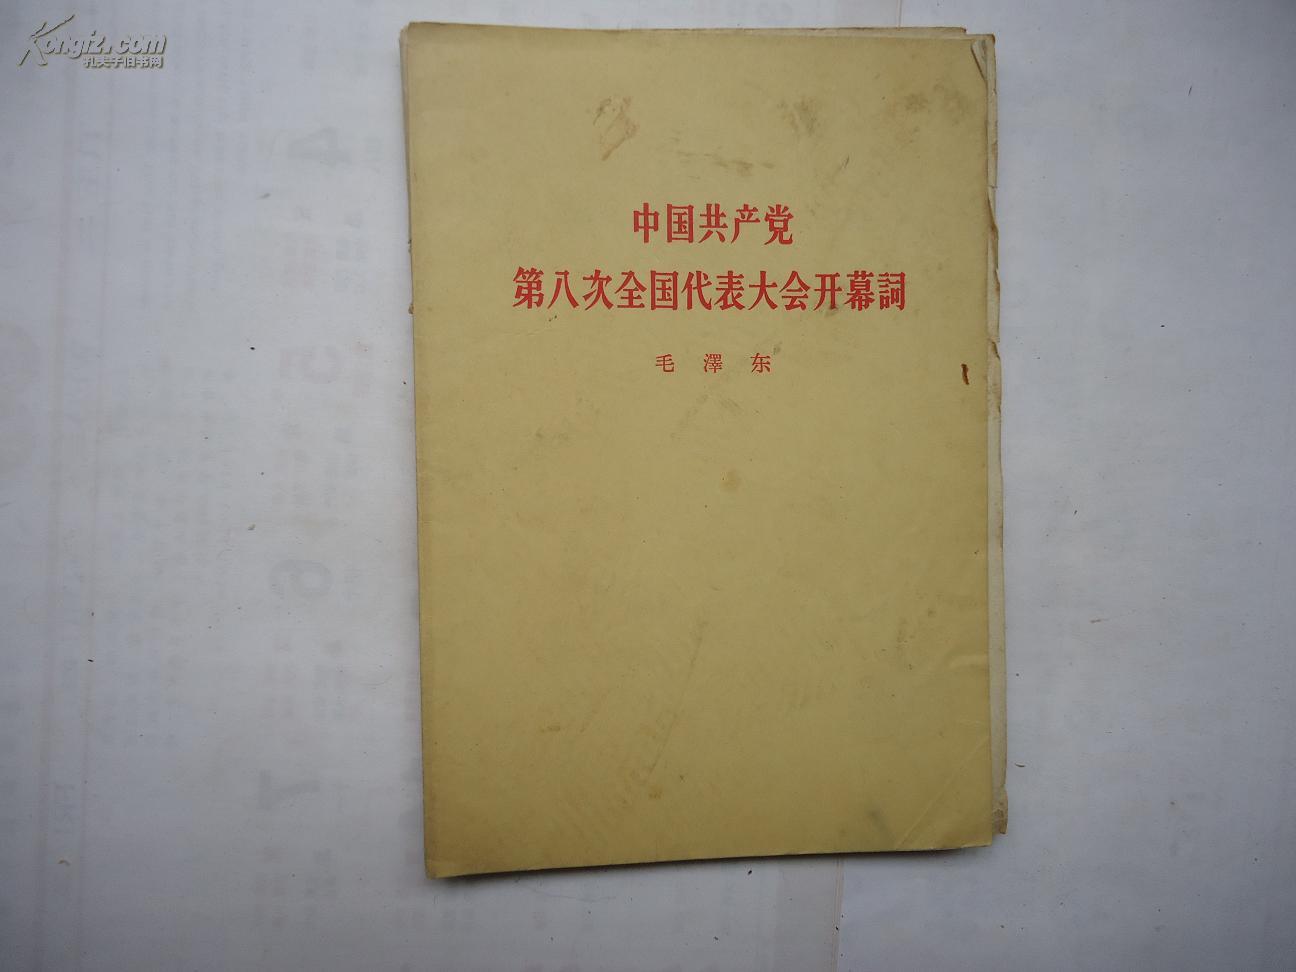 Kongfz.com
孔夫子旧书网
中国共产党
第八次全国代表大会开幕詞
毛澤东